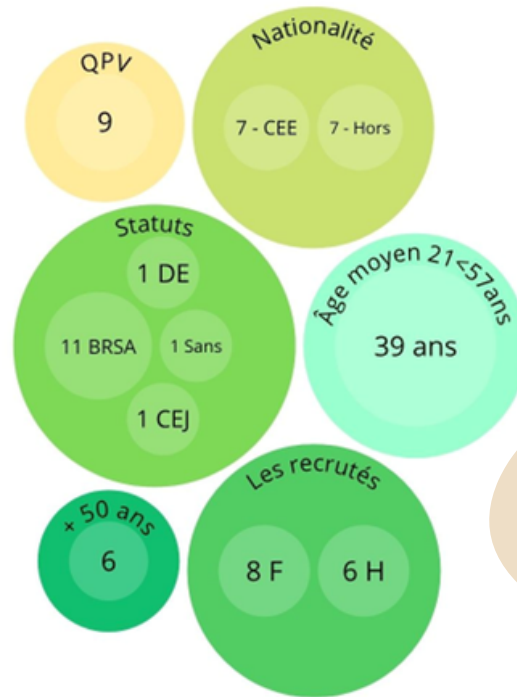 QPV
9
Nationalité
7 - CEE
7 - Hors
Statuts
1 DE
11 BRSA
1 Sans
1 CEJ
Âge moyen 21<57ans
39 ans
+ 50 ans
6
Les recrutés
8 F
6 H